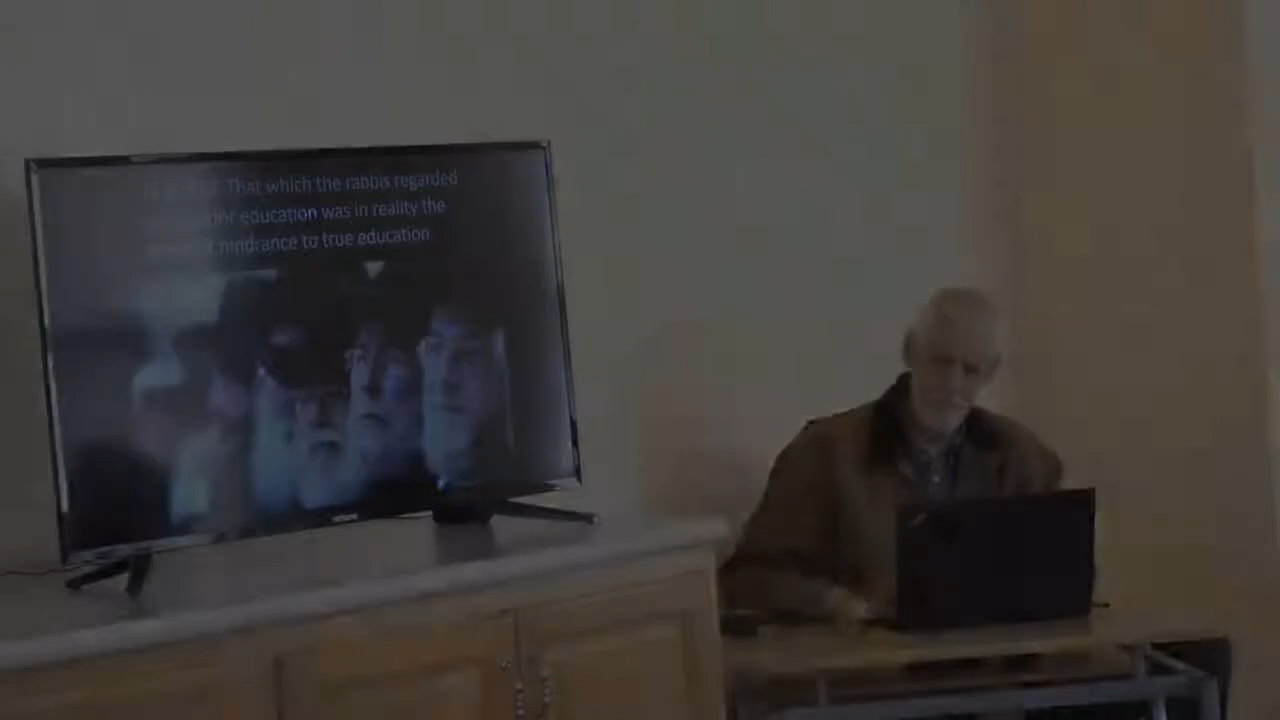 That which the rabbis regarded
education was in reality the
hindrance to true education